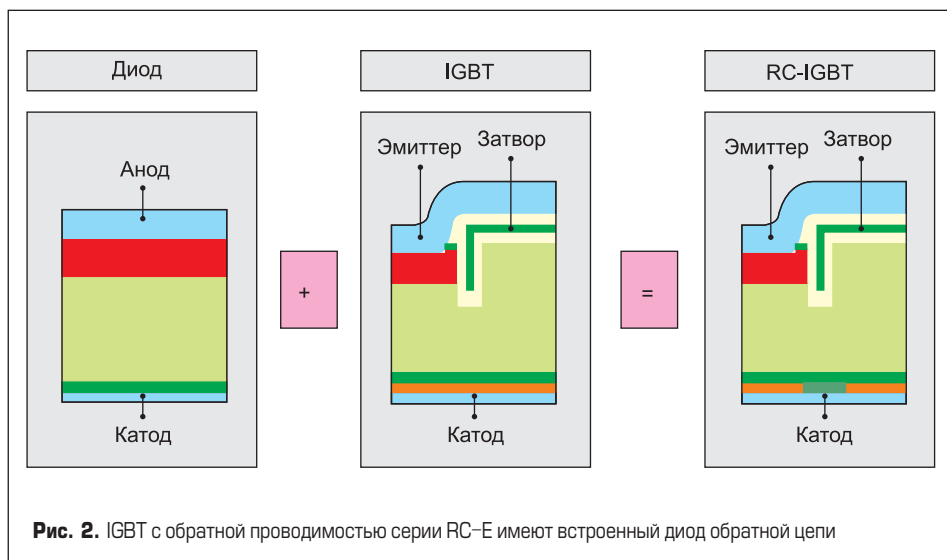 Диод
IGBT
RC-IGBT
Анод
Катод
+
Эмиттер
Затвор
Катод
=
Эмиттер
Затвор
Катод
Рис. 2. IGBT с обратной проводимостью серии RC–E имеют встроенный диод обратной цепи